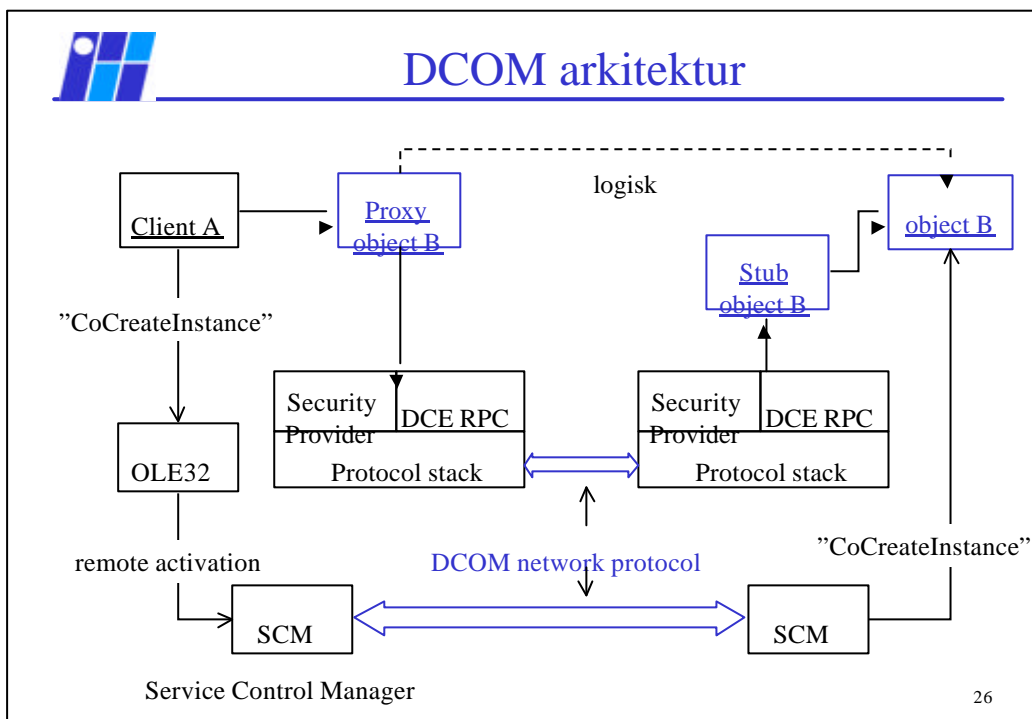 DCOM arkitektur
logisk
Client A
Proxy
object B
object B
Stub
object B
”CoCreateInstance”
Security
Provider
DCE RPC
Protocol stack
Security
Provider
DCE RPC
Protocol stack
OLE32
remote activation
DCOM network protocol
”CoCreateInstance”
SCM
SCM
Service Control Manager
26